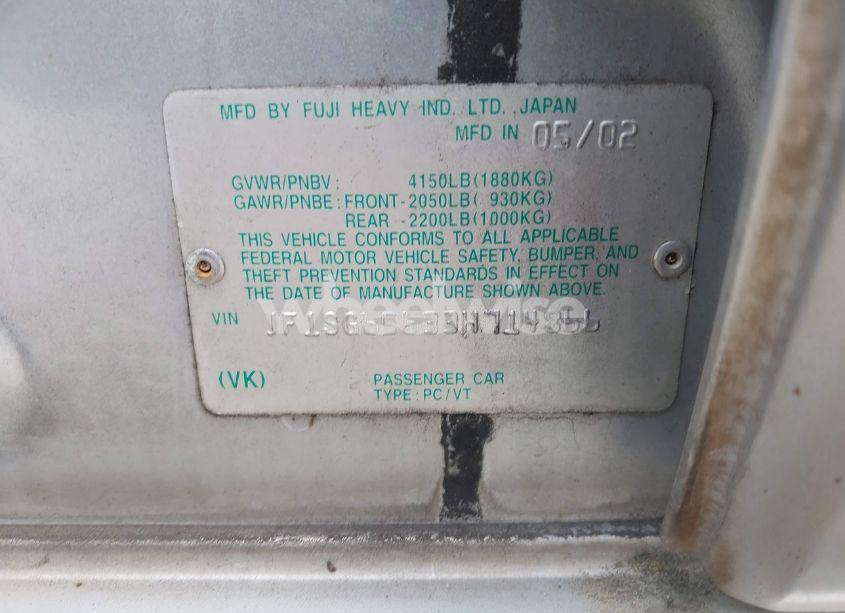 MFD BY FUJI HEAVY IND. LTD., JAPAN
MFD IN 05/02
GVWR/PNBV: 4150LB(1880KG)
GAWR/PNBE: FRONT-2050LB( 930KG)
REAR -2200LB(1000KG)
THIS VEHICLE CONFORMS TO ALL APPLICABLE
FEDERAL MOTOR VEHICLE SAFETY, BUMPER, AND
THEFT PREVENTION STANDARDS IN EFFECT ON
THE DATE OF MANUFACTURE SHOWN ABOVE.
WheelWise
VIN
(VK) PASSENGER CAR
TYPE: PC/VT